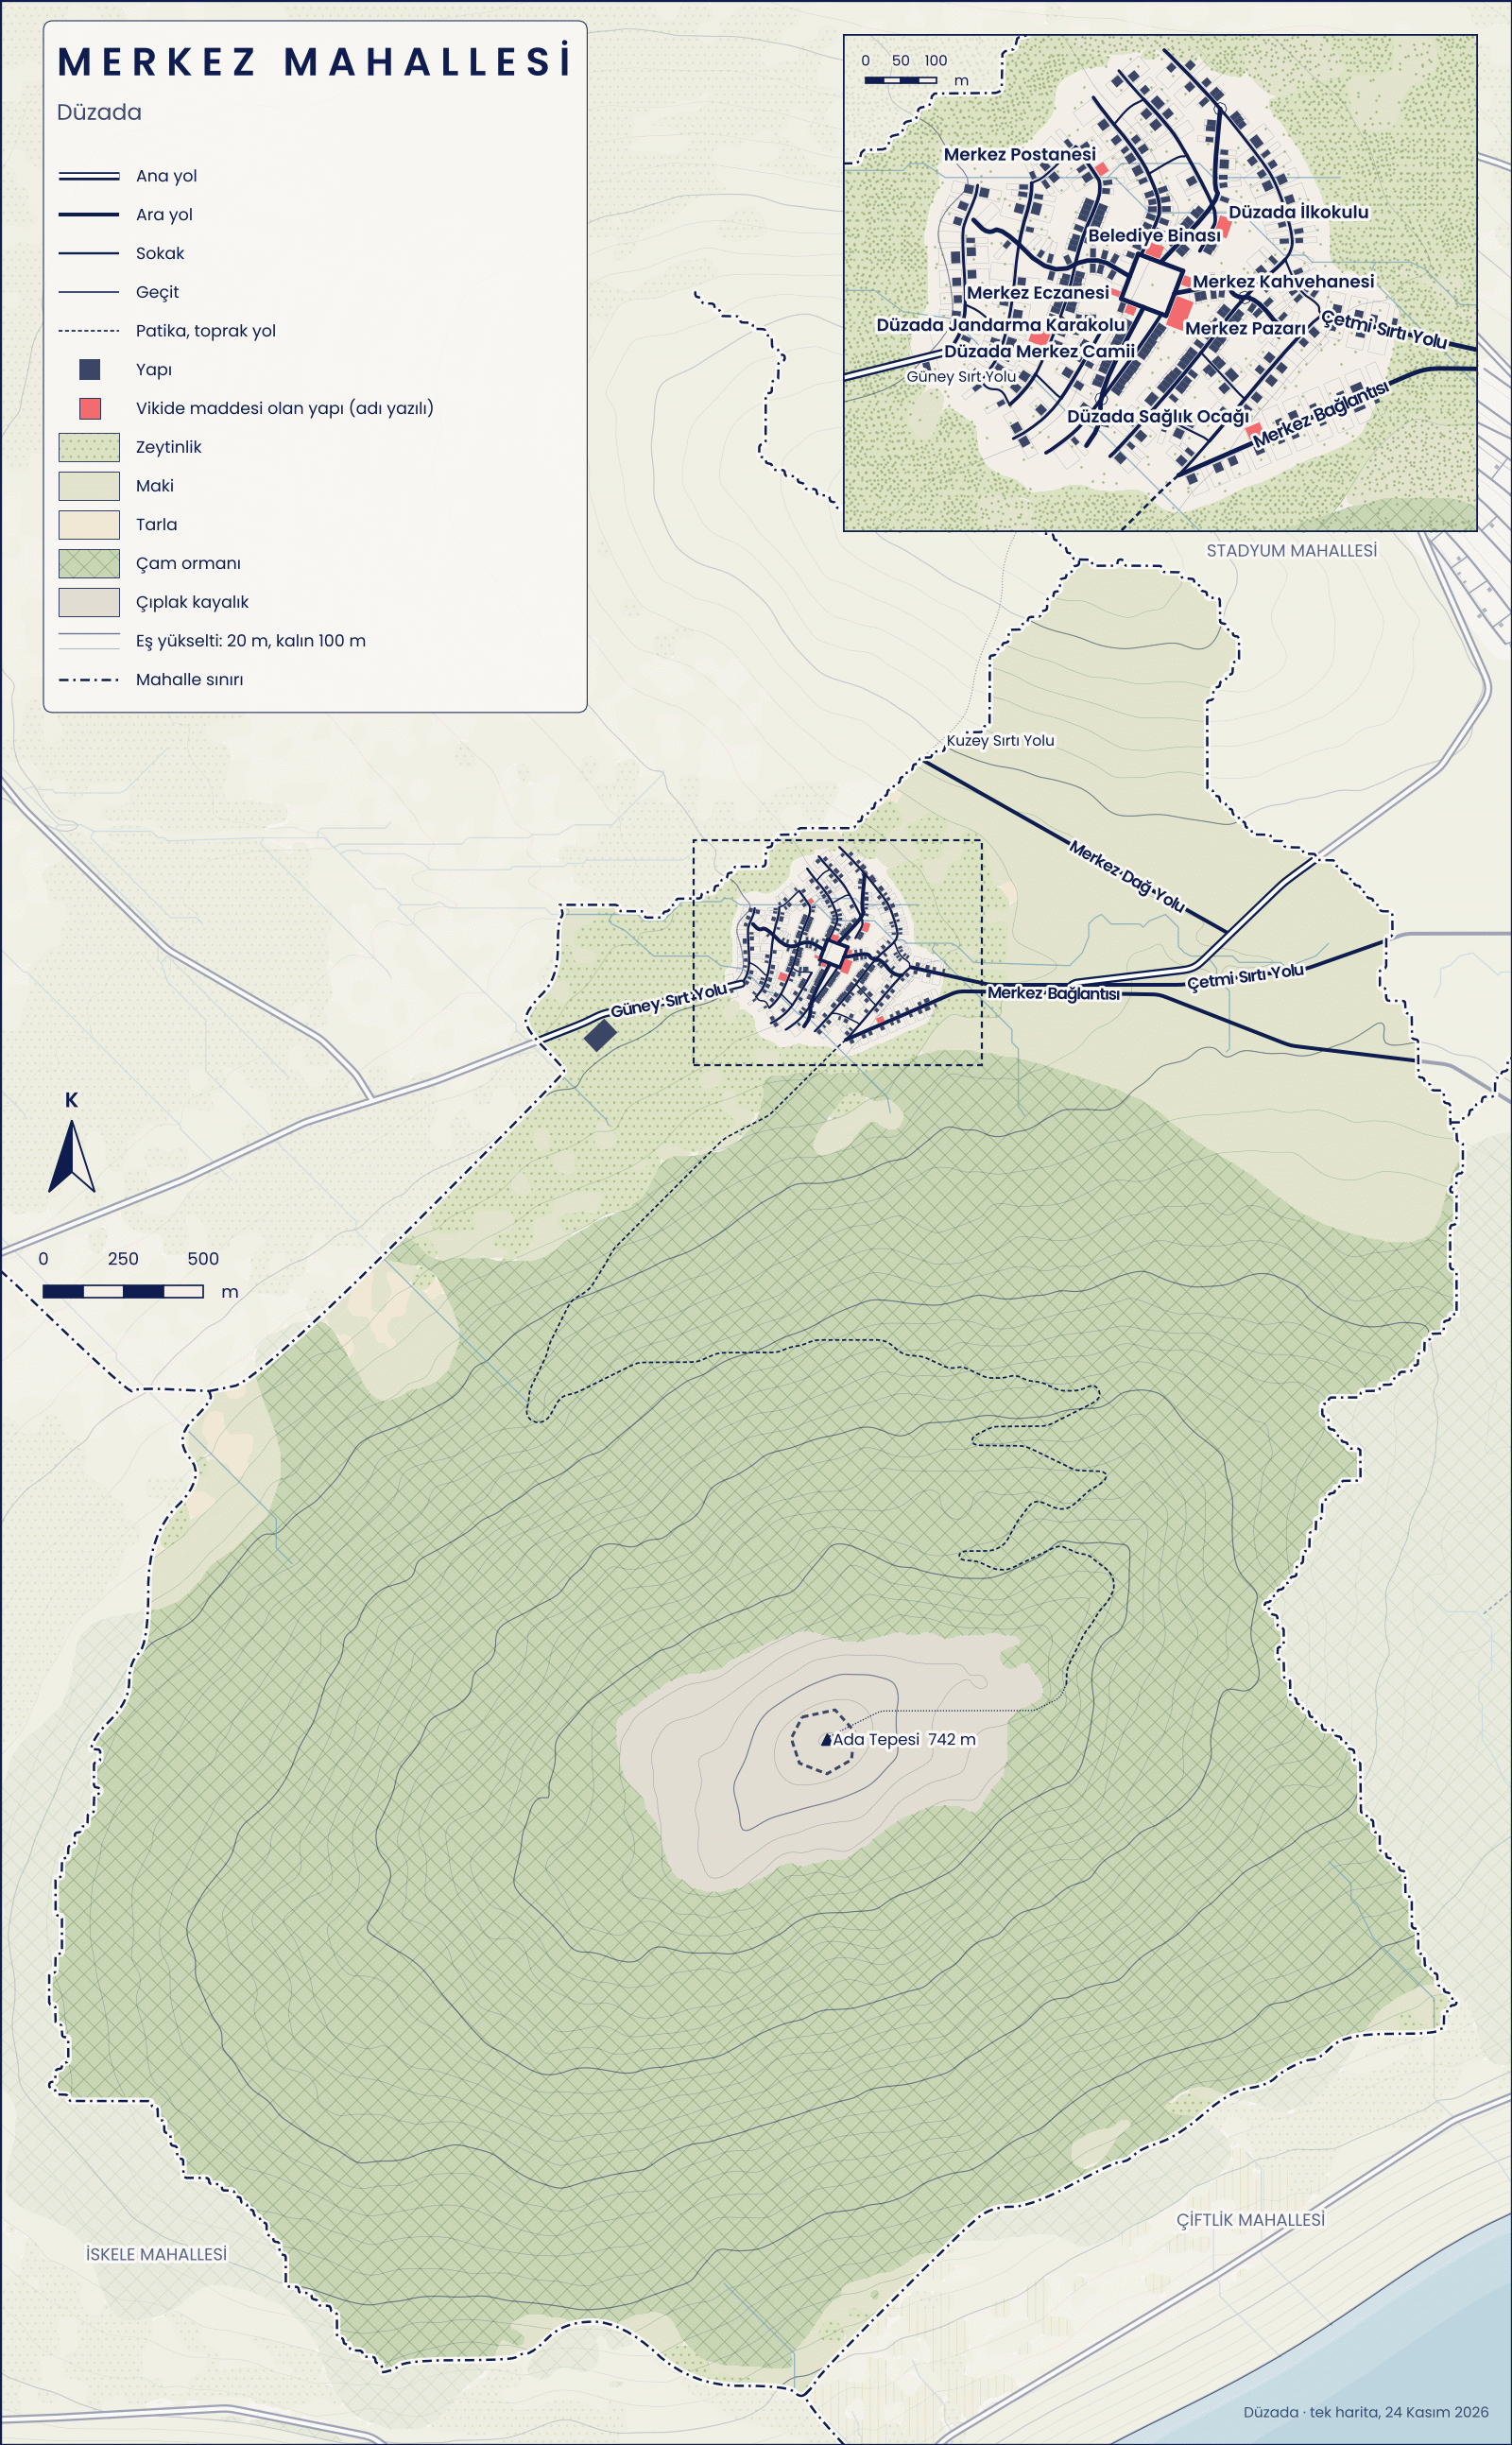 MERKEZ MAHALLESİ
Düzada
Ana yol
Ara yol
Sokak
Geçit
Patika, toprak yol
Yapı
Vikide maddesi olan yapı (adı yazılı)
Zeytinlik
Maki
Tarla
Çam ormanı
Çıplak kayalık
Eş yükselti: 20 m, kalın 100 m
Mahalle sınırı
0 50 100
m
Merkez Postanesi
Düzada İlkokulu
Belediye Binası
Merkez Kahvehanesi
Merkez Eczanesi
Çetmi Sırtı Yolu
Düzada Jandarma Karakolu
Merkez Pazarı
Düzada Merkez Camii
Güney Sırt Yolu
Merkez Bağlantısı
Düzada Sağlık Ocağı
STADYUM MAHALLESİ
Kuzey Sırtı Yolu
Merkez Dağ Yolu
Çetmi Sırtı Yolu
Merkez Bağlantısı
Güney Sırt Yolu
K
0 250 500
m
Ada Tepesi 742 m
ÇİFTLİK MAHALLESİ
İSKELE MAHALLESİ
Düzada · tek harita, 24 Kasım 2026